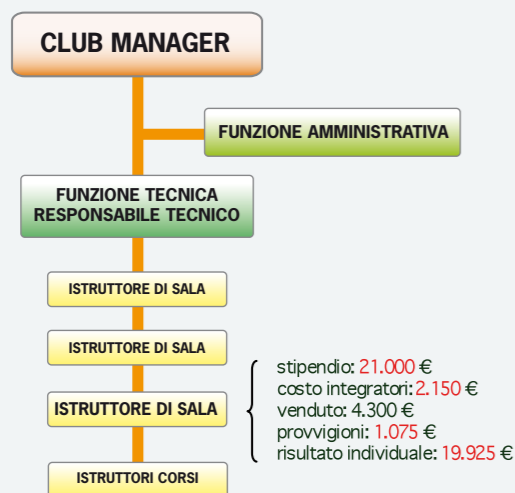 CLUB MANAGER
FUNZIONE AMMINISTRATIVA
FUNZIONE TECNICA
RESPONSABILE TECNICO
ISTRUTTORE DI SALA
ISTRUTTORE DI SALA
ISTRUTTORE DI SALA
stipendio: 21.000 €
costo integratori: 2.150 €
venduto: 4.300 €
provvigioni: 1.075 €
risultato individuale: 19.925 €
ISTRUTTORI CORSI